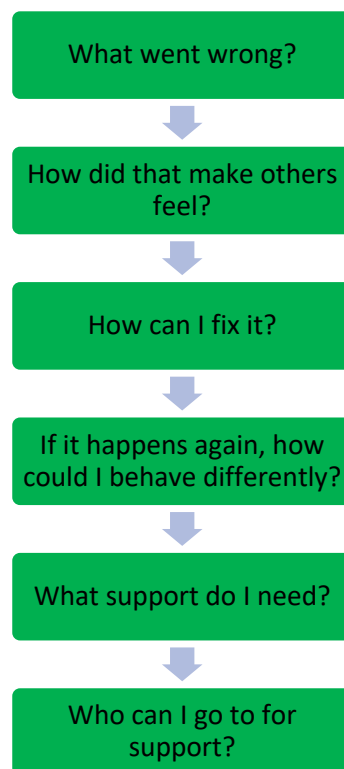 What went wrong?
How did that make others
feel?
How can I fix it?
If it happens again, how
could I behave differently?
What support do I need?
Who can I go to for
support?